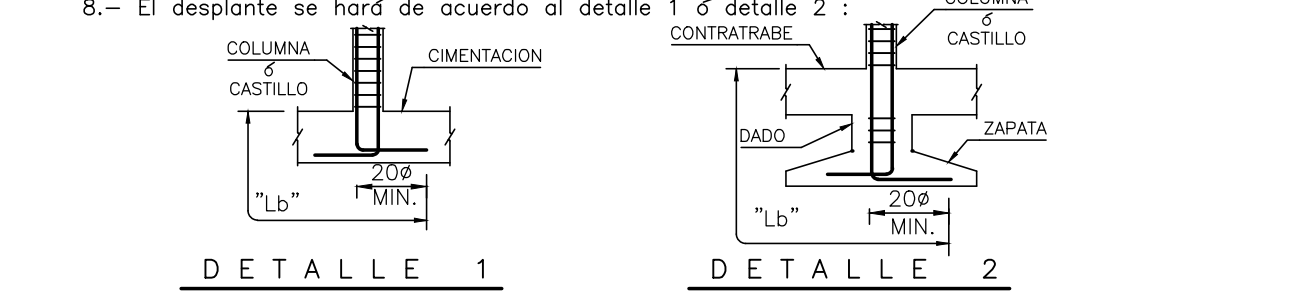 8.- El desplante se hará de acuerdo al detalle 1 ó detalle 2 :
COLUMNA
ó
CASTILLO
CIMENTACION
20ø
MIN.
"Lb"
DETALLE 1
CONTRATRABE
COLUMNA
ó
CASTILLO
DADO
ZAPATA
20ø
MIN.
"Lb"
DETALLE 2